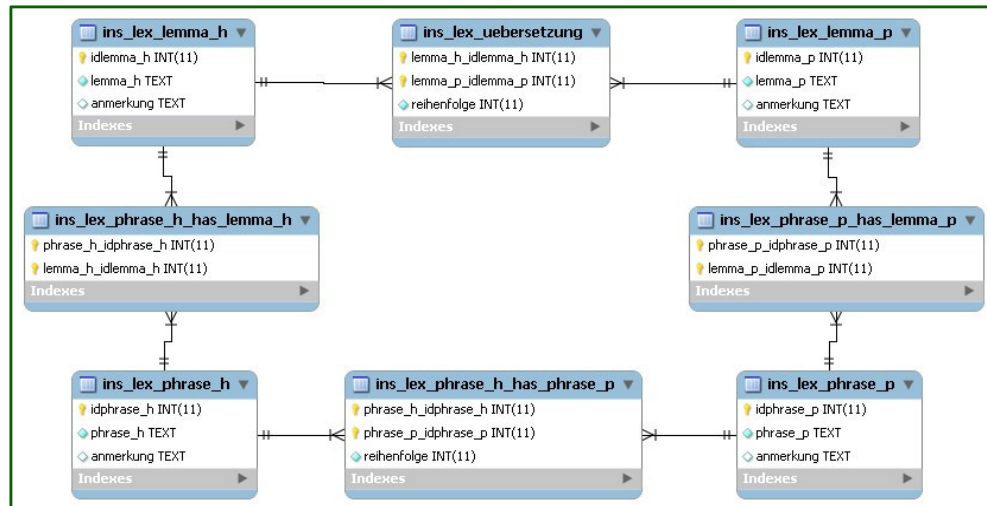 ins_lex_lemma_h
idlemma_h INT(11)
lemma_h TEXT
anmerkung TEXT
Indexes
ins_lex_uebersetzung
lemma_h_idlemma_h INT(11)
lemma_p_idlemma_p INT(11)
reihenfolge INT(11)
Indexes
ins_lex_lemma_p
idlemma_p INT(11)
lemma_p TEXT
anmerkung TEXT
Indexes
ins_lex_phrase_h_has_lemma_h
phrase_h_idphrase_h INT(11)
lemma_h_idlemma_h INT(11)
Indexes
ins_lex_phrase_p_has_lemma_p
phrase_p_idphrase_p INT(11)
lemma_p_idlemma_p INT(11)
Indexes
ins_lex_phrase_h
idphrase_h INT(11)
phrase_h TEXT
anmerkung TEXT
Indexes
ins_lex_phrase_h_has_phrase_p
phrase_h_idphrase_h INT(11)
phrase_p_idphrase_p INT(11)
reihenfolge INT(11)
Indexes
ins_lex_phrase_p
idphrase_p INT(11)
phrase_p TEXT
anmerkung TEXT
Indexes